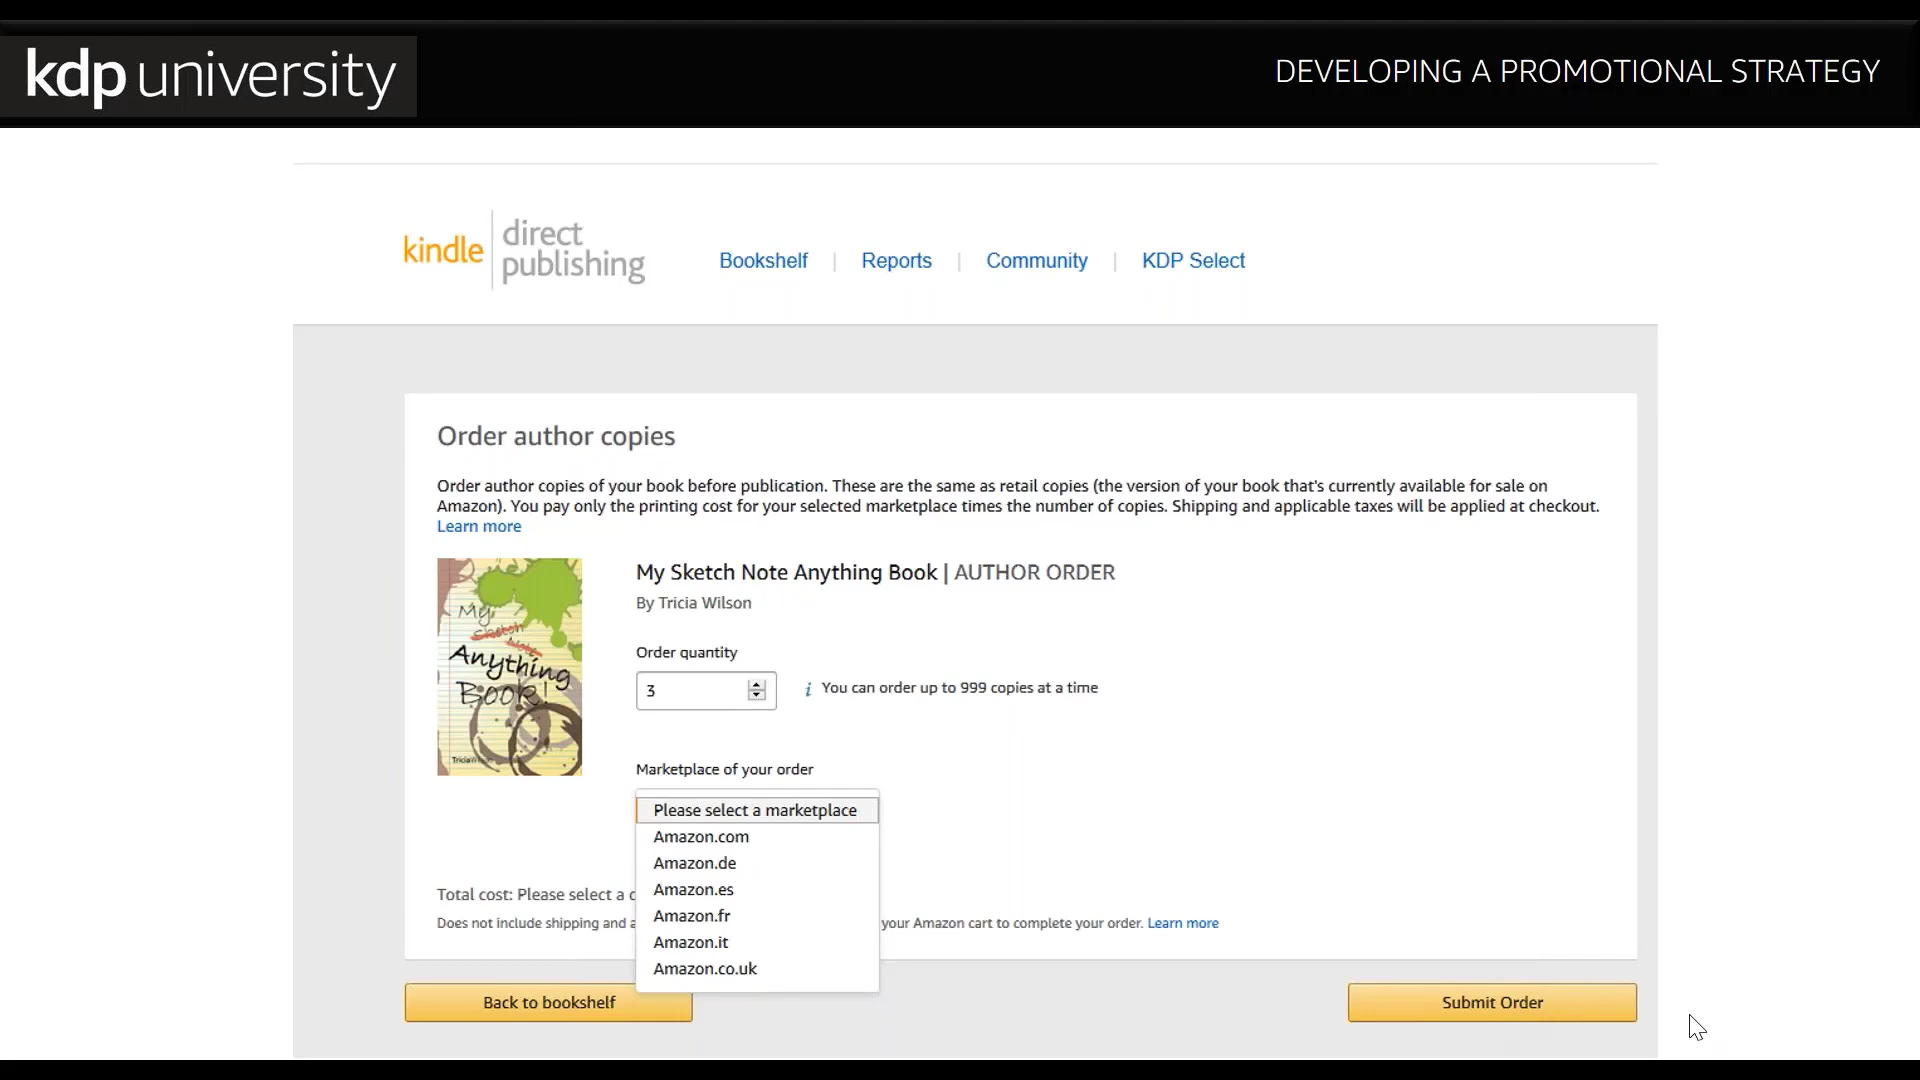 kdp university
DEVELOPING A PROMOTIONAL STRATEGY
kindle direct publishing
Bookshelf | Reports | Community | KDP Select
Order author copies
Order author copies of your book before publication. These are the same as retail copies (the version of your book that's currently available for sale on
Amazon). You pay only the printing cost for your selected marketplace times the number of copies. Shipping and applicable taxes will be applied at checkout.
Learn more
My Sketch Note Anything Book | AUTHOR ORDER
By Tricia Wilson
My
Sketch
Note
Anything
Book!
Order quantity
3
i You can order up to 999 copies at a time
Marketplace of your order
Please select a marketplace
Amazon.com
Amazon.de
Amazon.es
Amazon.fr
Amazon.it
Amazon.co.uk
Total cost: Please select a
Does not include shipping and your Amazon cart to complete your order. Learn more
Back to bookshelf
Submit Order